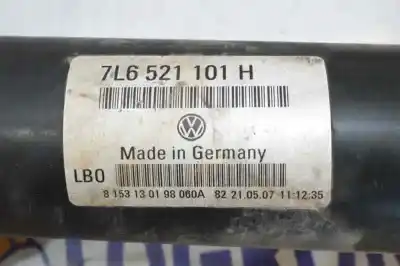 7L6 521 101 H
Made in Germany
LBO
8 153 13 01 98 060A 82 21.05.07 11:12:35